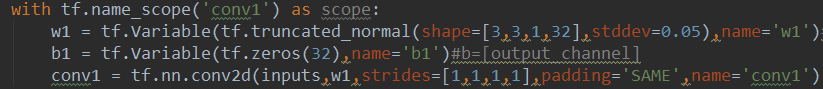 with tf.name_scope('conv1') as scope:
w1 = tf.Variable(tf.truncated_normal(shape=[3,3,1,32],stddev=0.05),name='w1')
b1 = tf.Variable(tf.zeros(32),name='b1')#b=[output channel]
conv1 = tf.nn.conv2d(inputs,w1,strides=[1,1,1,1],padding='SAME',name='conv1')